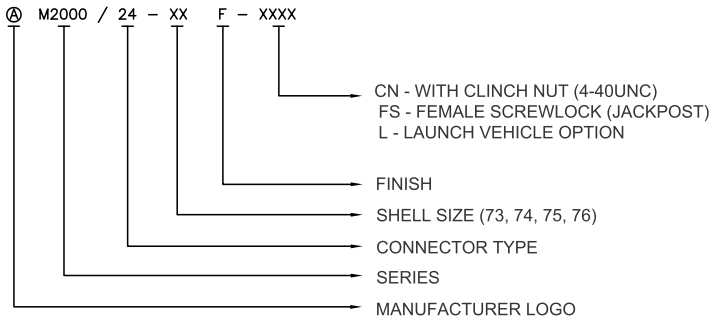 Ⓐ M2000 / 24 - XX F - XXXX
CN - WITH CLINCH NUT (4-40UNC)
FS - FEMALE SCREWLOCK (JACKPOST)
L - LAUNCH VEHICLE OPTION
FINISH
SHELL SIZE (73, 74, 75, 76)
CONNECTOR TYPE
SERIES
MANUFACTURER LOGO